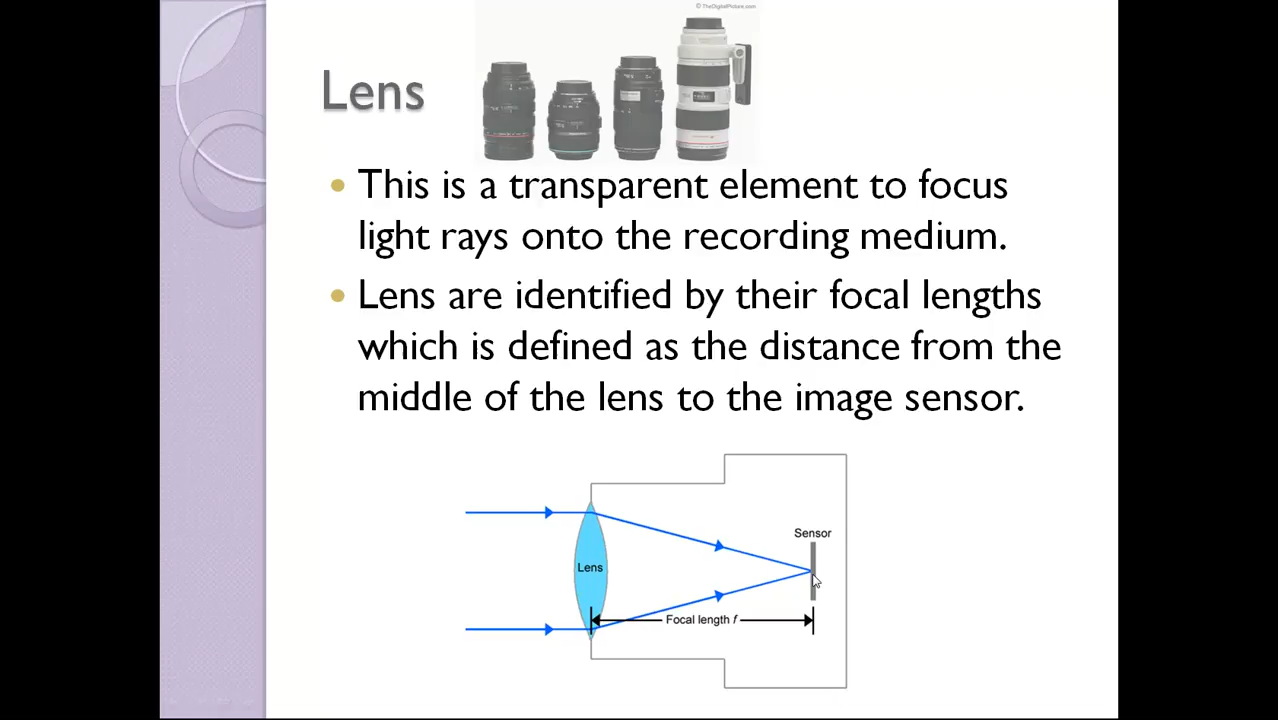 © TheDigitalPicture.com
Lens
This is a transparent element to focus
light rays onto the recording medium.
Lens are identified by their focal lengths
which is defined as the distance from the
middle of the lens to the image sensor.
Sensor
Lens
Focal length f